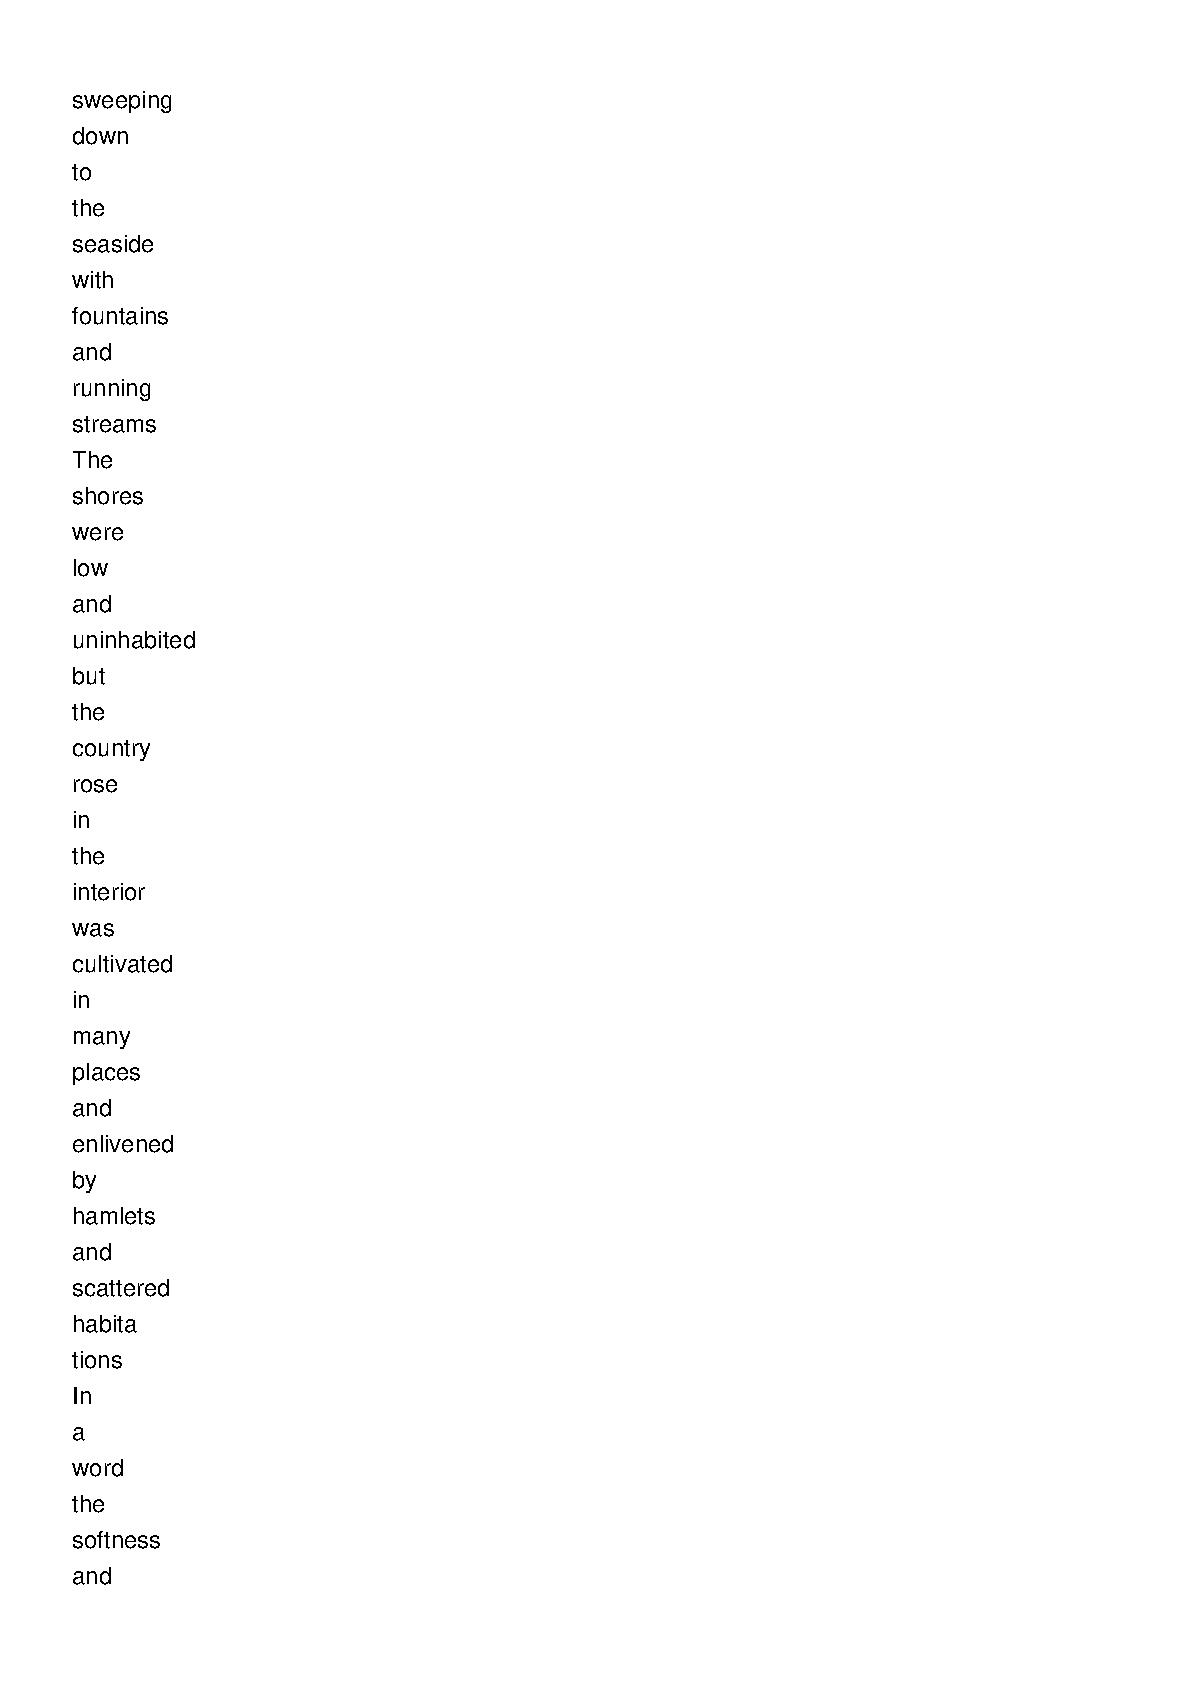 sweeping
down
to
the
seaside
with
fountains
and
running
streams
The
shores
were
low
and
uninhabited
but
the
country
rose
in
the
interior
was
cultivated
in
many
places
and
enlivened
by
hamlets
and
scattered
habita
tions
In
a
word
the
softness
and